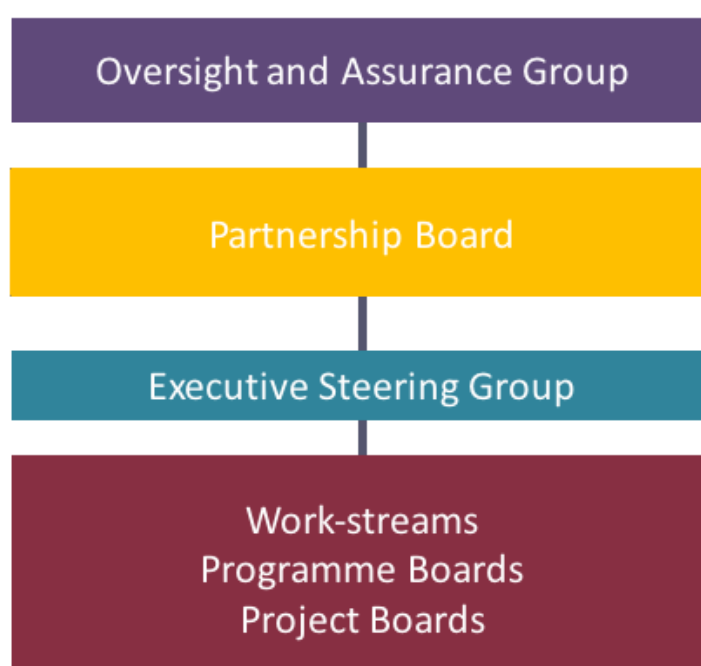 Oversight and Assurance Group
Partnership Board
Executive Steering Group
Work-streams
Programme Boards
Project Boards